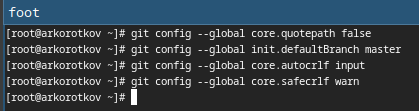 foot
[root@arkorotkov ~]# git config --global core.quotepath false
[root@arkorotkov ~]# git config --global init.defaultBranch master
[root@arkorotkov ~]# git config --global core.autocrlf input
[root@arkorotkov ~]# git config --global core.safecrlf warn
[root@arkorotkov ~]#